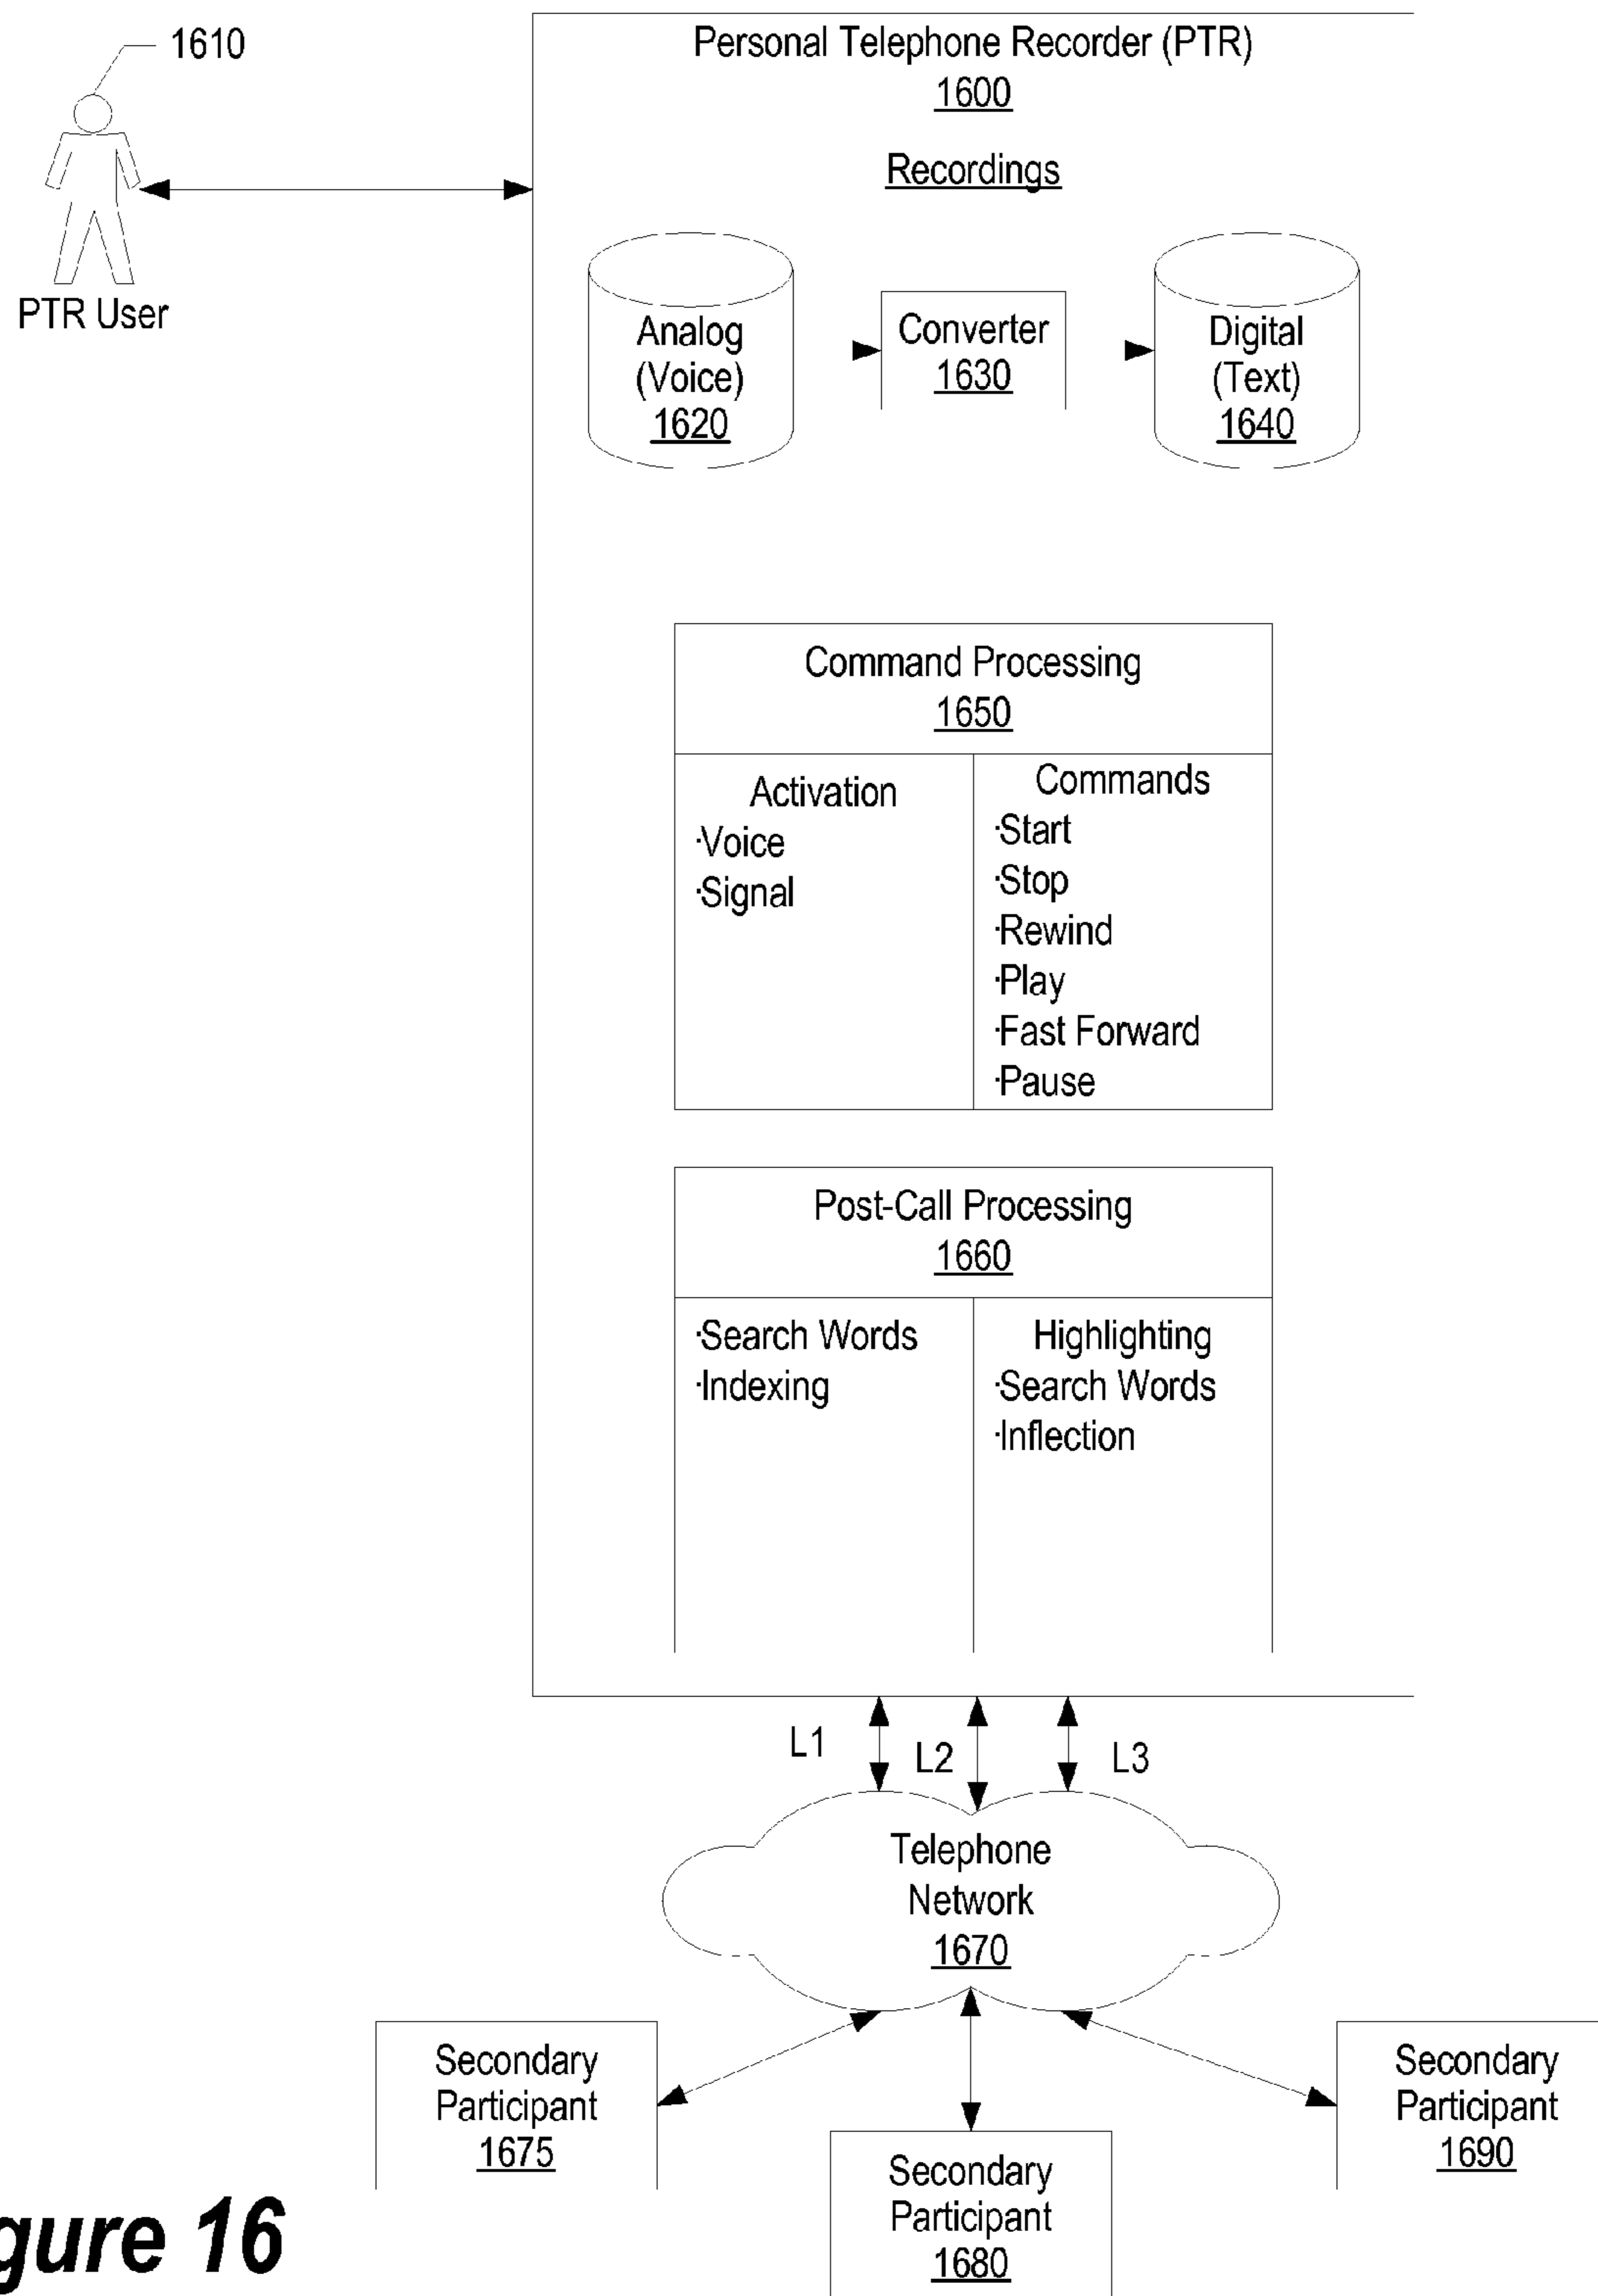 1610
PTR User
Personal Telephone Recorder (PTR)
1600
Recordings
Analog
(Voice)
1620
Converter
1630
Digital
(Text)
1640
Command Processing
1650
Activation
·Voice
·Signal
Commands
·Start
·Stop
·Rewind
·Play
·Fast Forward
·Pause
Post-Call Processing
1660
·Search Words
·Indexing
Highlighting
·Search Words
·Inflection
L1
L2
L3
Telephone
Network
1670
Secondary
Participant
1675
Secondary
Participant
1680
Secondary
Participant
1690
gure 16